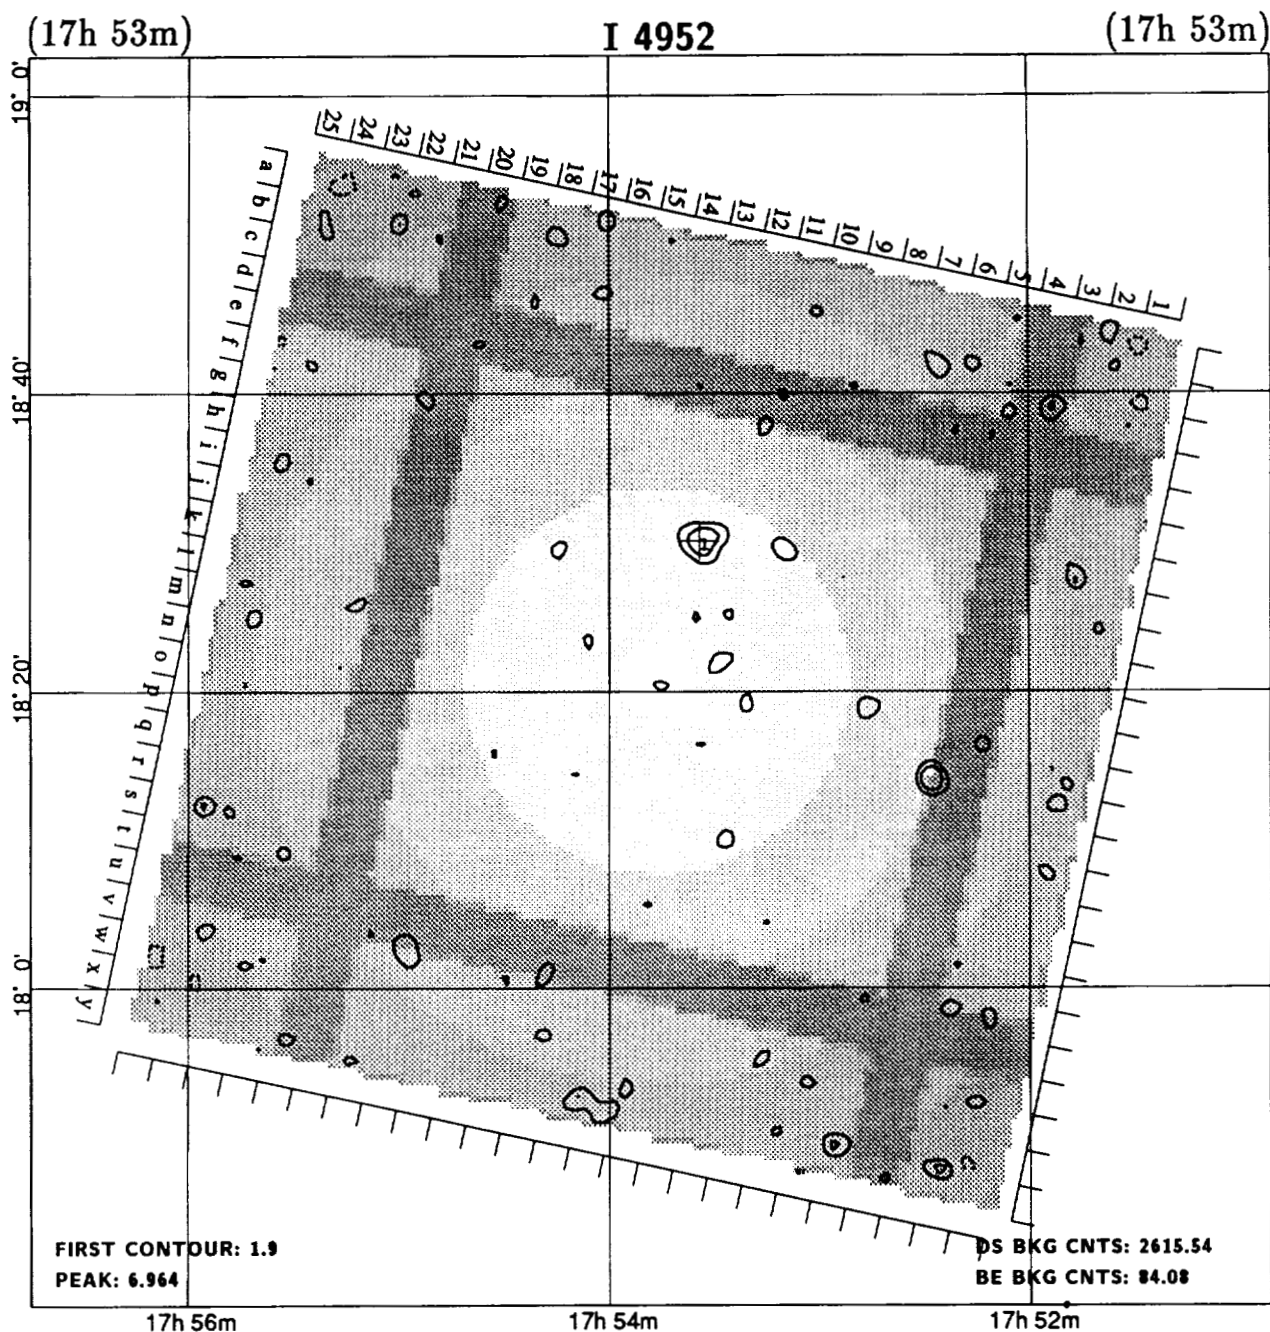 (17h 53m) I 4952 (17h 53m)
19° 0'
25 24 23 22 21 20 19 18 17 16 15 14 13 12 11 10 9 8 7 6 5 4 3 2 1
a b c d e f g h i j k l m n o p q r s t u v w x y
18° 40'
18° 20'
18° 0'
FIRST CONTOUR: 1.9
PEAK: 6.964
DS BKG CNTS: 2615.54
BE BKG CNTS: 84.08
17h 56m 17h 54m 17h 52m